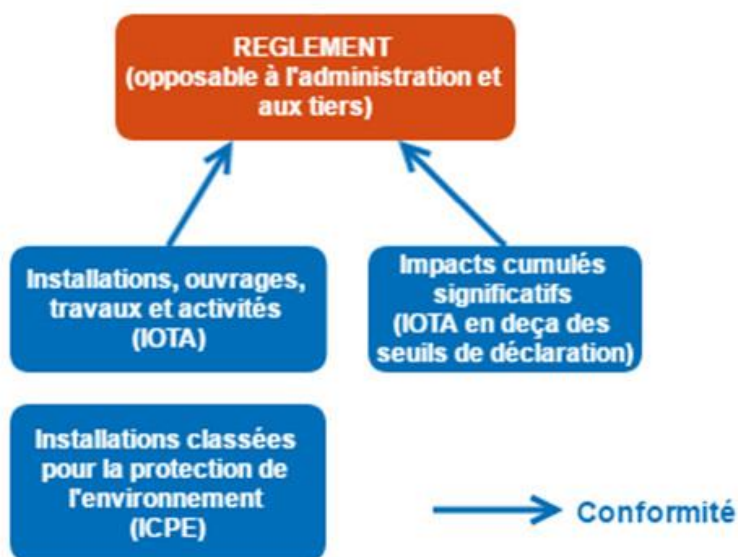 REGLEMENT
(opposable à l'administration et
aux tiers)
Installations, ouvrages,
travaux et activités
(IOTA)
Impacts cumulés
significatifs
(IOTA en deça des
seuils de déclaration)
Installations classées
pour la protection de
l'environnement
(ICPE)
Conformité